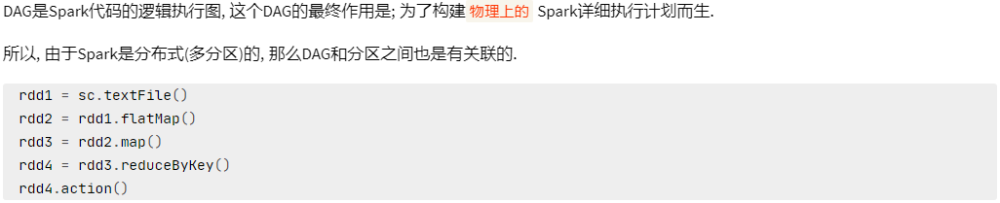 DAG是Spark代码的逻辑执行图, 这个DAG的最终作用是; 为了构建 物理上的 Spark详细执行计划而生.
所以, 由于Spark是分布式(多分区)的, 那么DAG和分区之间也是有关联的.
rdd1 = sc.textFile()
rdd2 = rdd1.flatMap()
rdd3 = rdd2.map()
rdd4 = rdd3.reduceByKey()
rdd4.action()